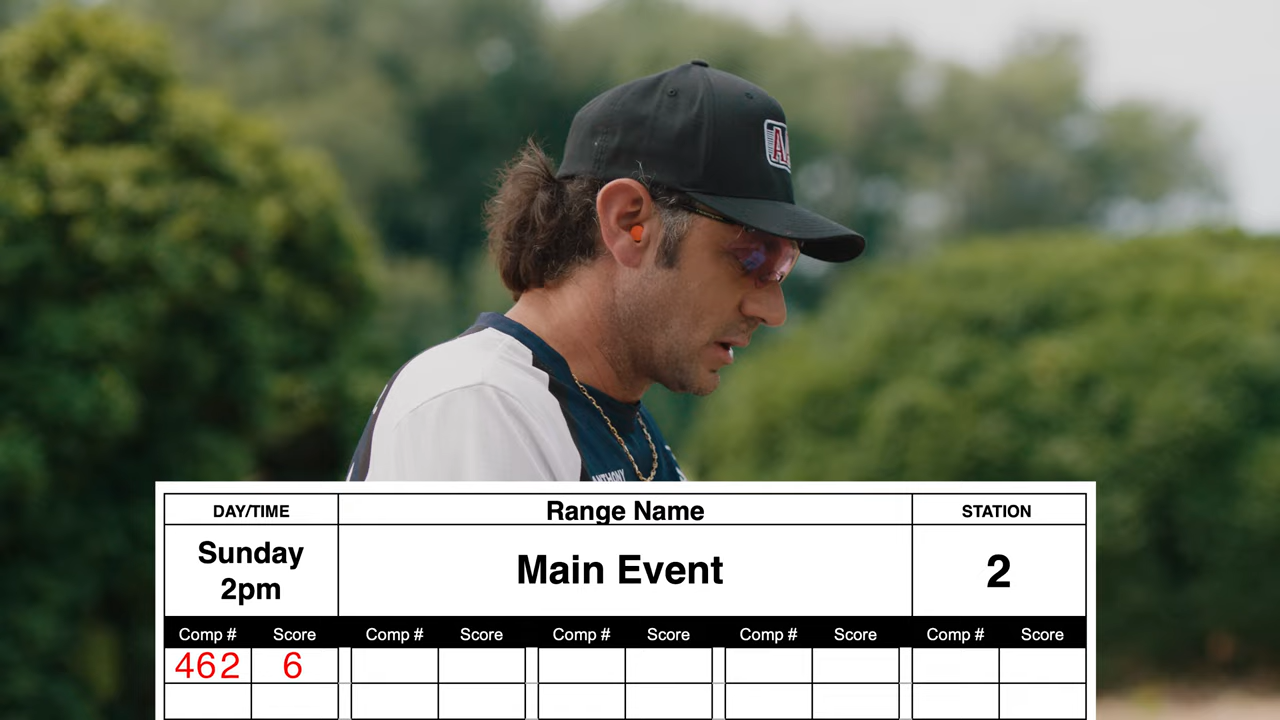 A
ANTHONY
DAY/TIME Range Name STATION
Sunday
2pm
Main Event
2
Comp # Score Comp # Score Comp # Score Comp # Score Comp # Score
462 6